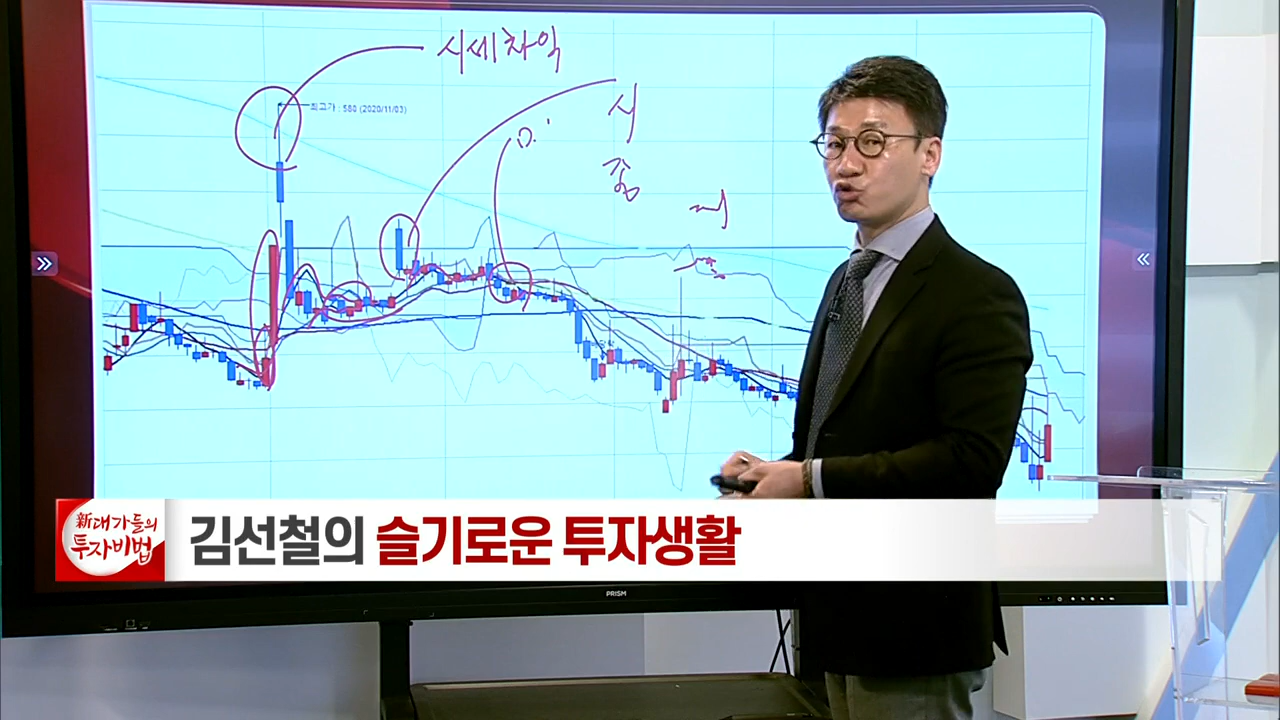 시세차익
최고가 : 580 (2020/11/03)
D.
시
중
新대가들의
투자비법
김선철의 슬기로운 투자생활
PRISM